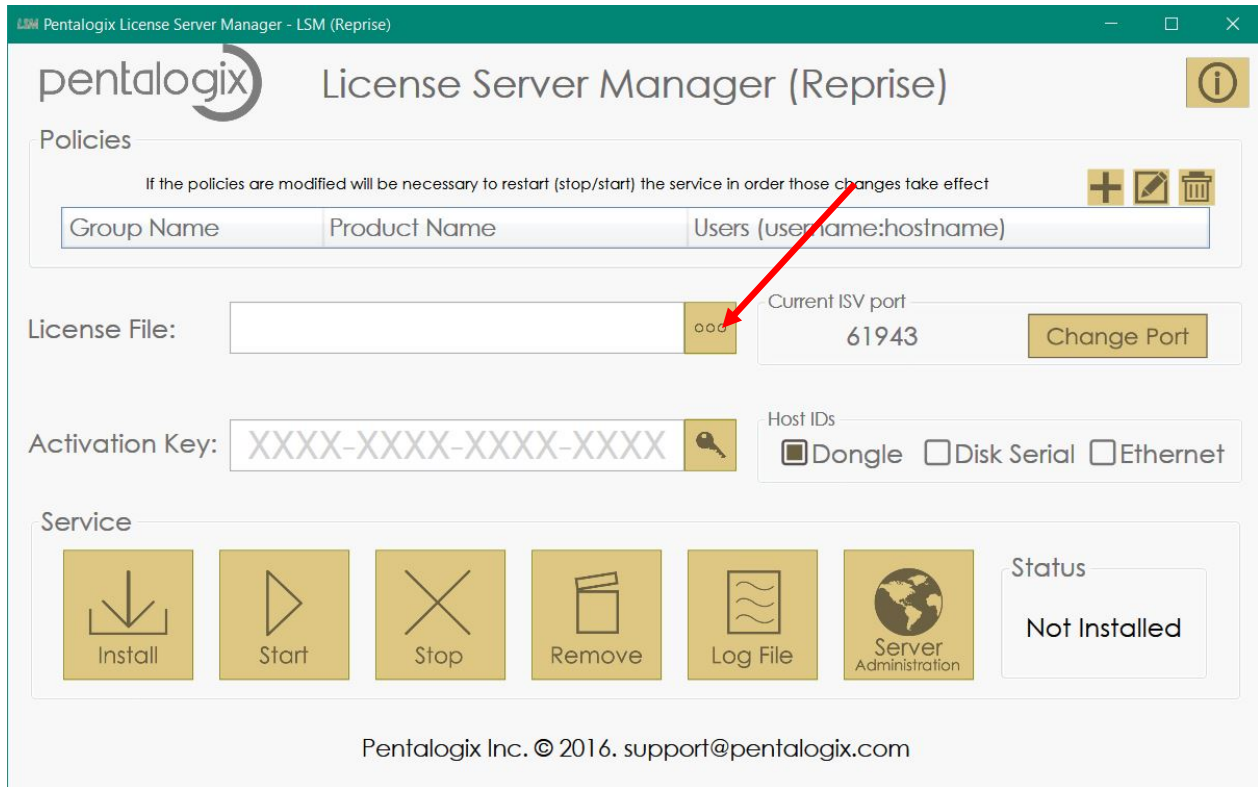 LSM Pentalogix License Server Manager - LSM (Reprise)
pentalogix License Server Manager (Reprise)
Policies
If the policies are modified will be necessary to restart (stop/start) the service in order those changes take effect
Group Name Product Name Users (username:hostname)
License File:
Current ISV port
61943 Change Port
Activation Key: XXXX-XXXX-XXXX-XXXX
Host IDs
Dongle Disk Serial Ethernet
Service
Install Start Stop Remove Log File Server Administration
Status
Not Installed
Pentalogix Inc. © 2016. support@pentalogix.com